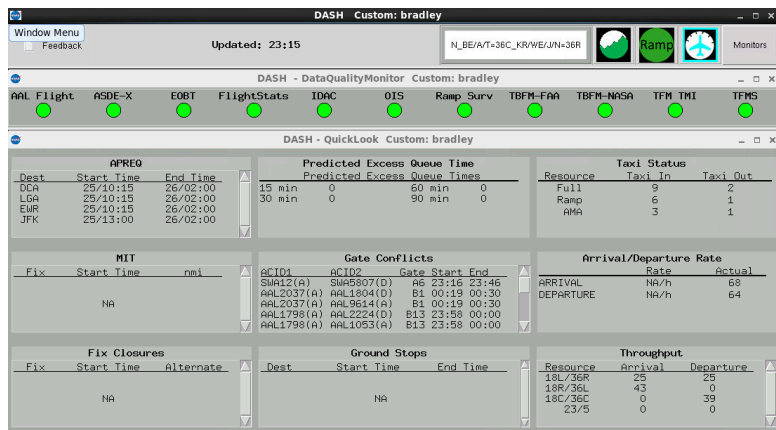 DASH Custom: bradley
Window Menu
Feedback
Updated: 23:15
N_BE/A/T=36C_KR/WE/J/N=36R
Ramp
Monitors
DASH - DataQualityMonitor Custom: bradley
AAL Flight ASDE-X EOBT FlightStats IDAC OIS Ramp Surv TBFM-FAA TBFM-NASA TFM TMI TFMS
DASH - QuickLook Custom: bradley
APREQ
Dest Start Time End Time
DCA 25/10:15 26/02:00
LGA 25/10:15 26/02:00
EWR 25/10:15 26/02:00
JFK 25/13:00 26/02:00
Predicted Excess Queue Time
Predicted Excess Queue Times
15 min 0 60 min 0
30 min 0 90 min 0
Taxi Status
Resource Taxi In Taxi Out
Full 9 2
Ramp 6 1
AMA 3 1
MIT
Fix Start Time nmi
NA
Gate Conflicts
ACID1 ACID2 Gate Start End
SWA12(A) SWA5807(D) A6 23:16 23:46
AAL2037(A) AAL1804(D) B1 00:19 00:30
AAL2037(A) AAL9614(A) B1 00:19 00:30
AAL1798(A) AAL2224(D) B13 23:58 00:00
AAL1798(A) AAL1053(A) B13 23:58 00:00
Arrival/Departure Rate
Rate Actual
ARRIVAL NA/h 68
DEPARTURE NA/h 64
Fix Closures
Fix Start Time Alternate
NA
Ground Stops
Dest Start Time End Time
NA
Throughput
Resource Arrival Departure
18L/36R 25 25
18R/36L 43 0
18C/36C 0 39
23/5 0 0